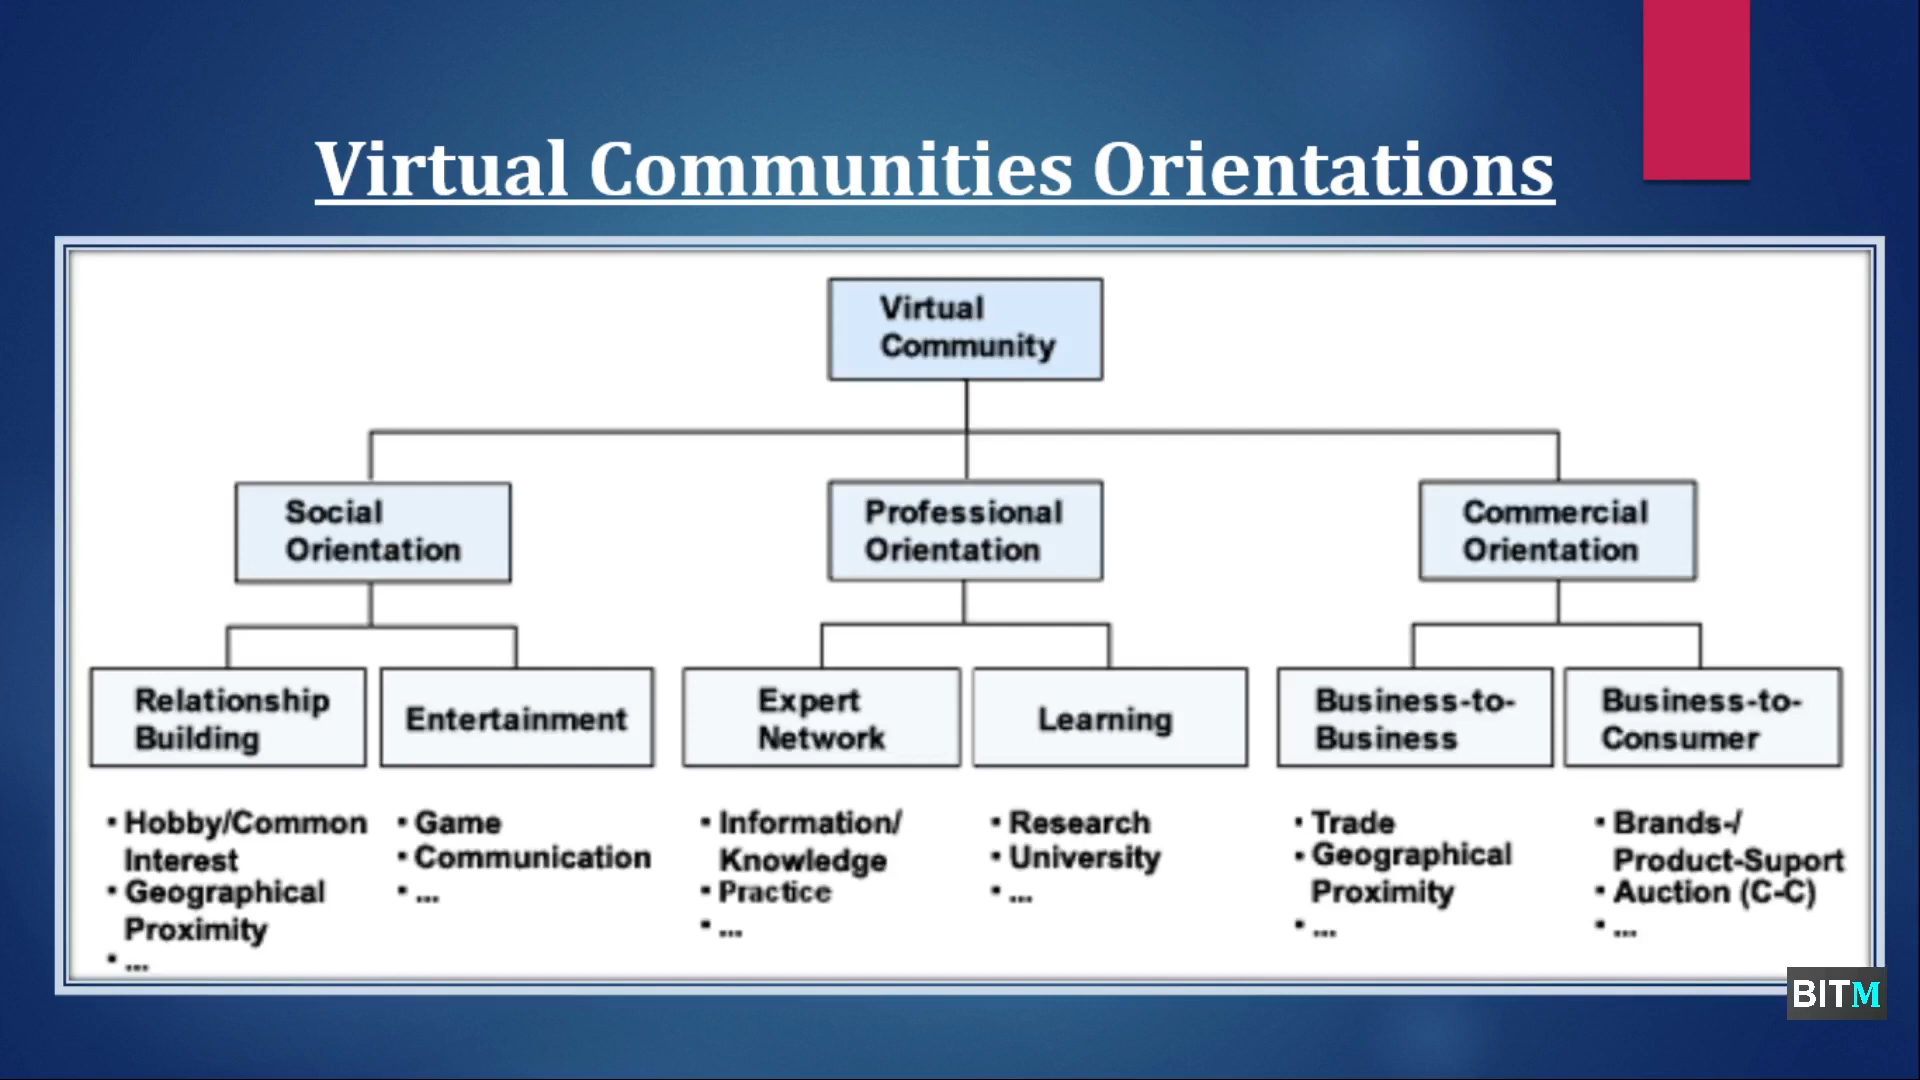 Virtual Communities Orientations
Virtual
Community
Social
Orientation
Professional
Orientation
Commercial
Orientation
Relationship
Building
Entertainment
Expert
Network
Learning
Business-to-
Business
Business-to-
Consumer
▪ Hobby/Common
Interest
▪ Geographical
Proximity
▪ ...
▪ Game
▪ Communication
▪ ...
▪ Information/
Knowledge
▪ Practice
▪ ...
▪ Research
▪ University
▪ ...
▪ Trade
▪ Geographical
Proximity
▪ ...
▪ Brands-/
Product-Suport
▪ Auction (C-C)
▪ ...
BITM